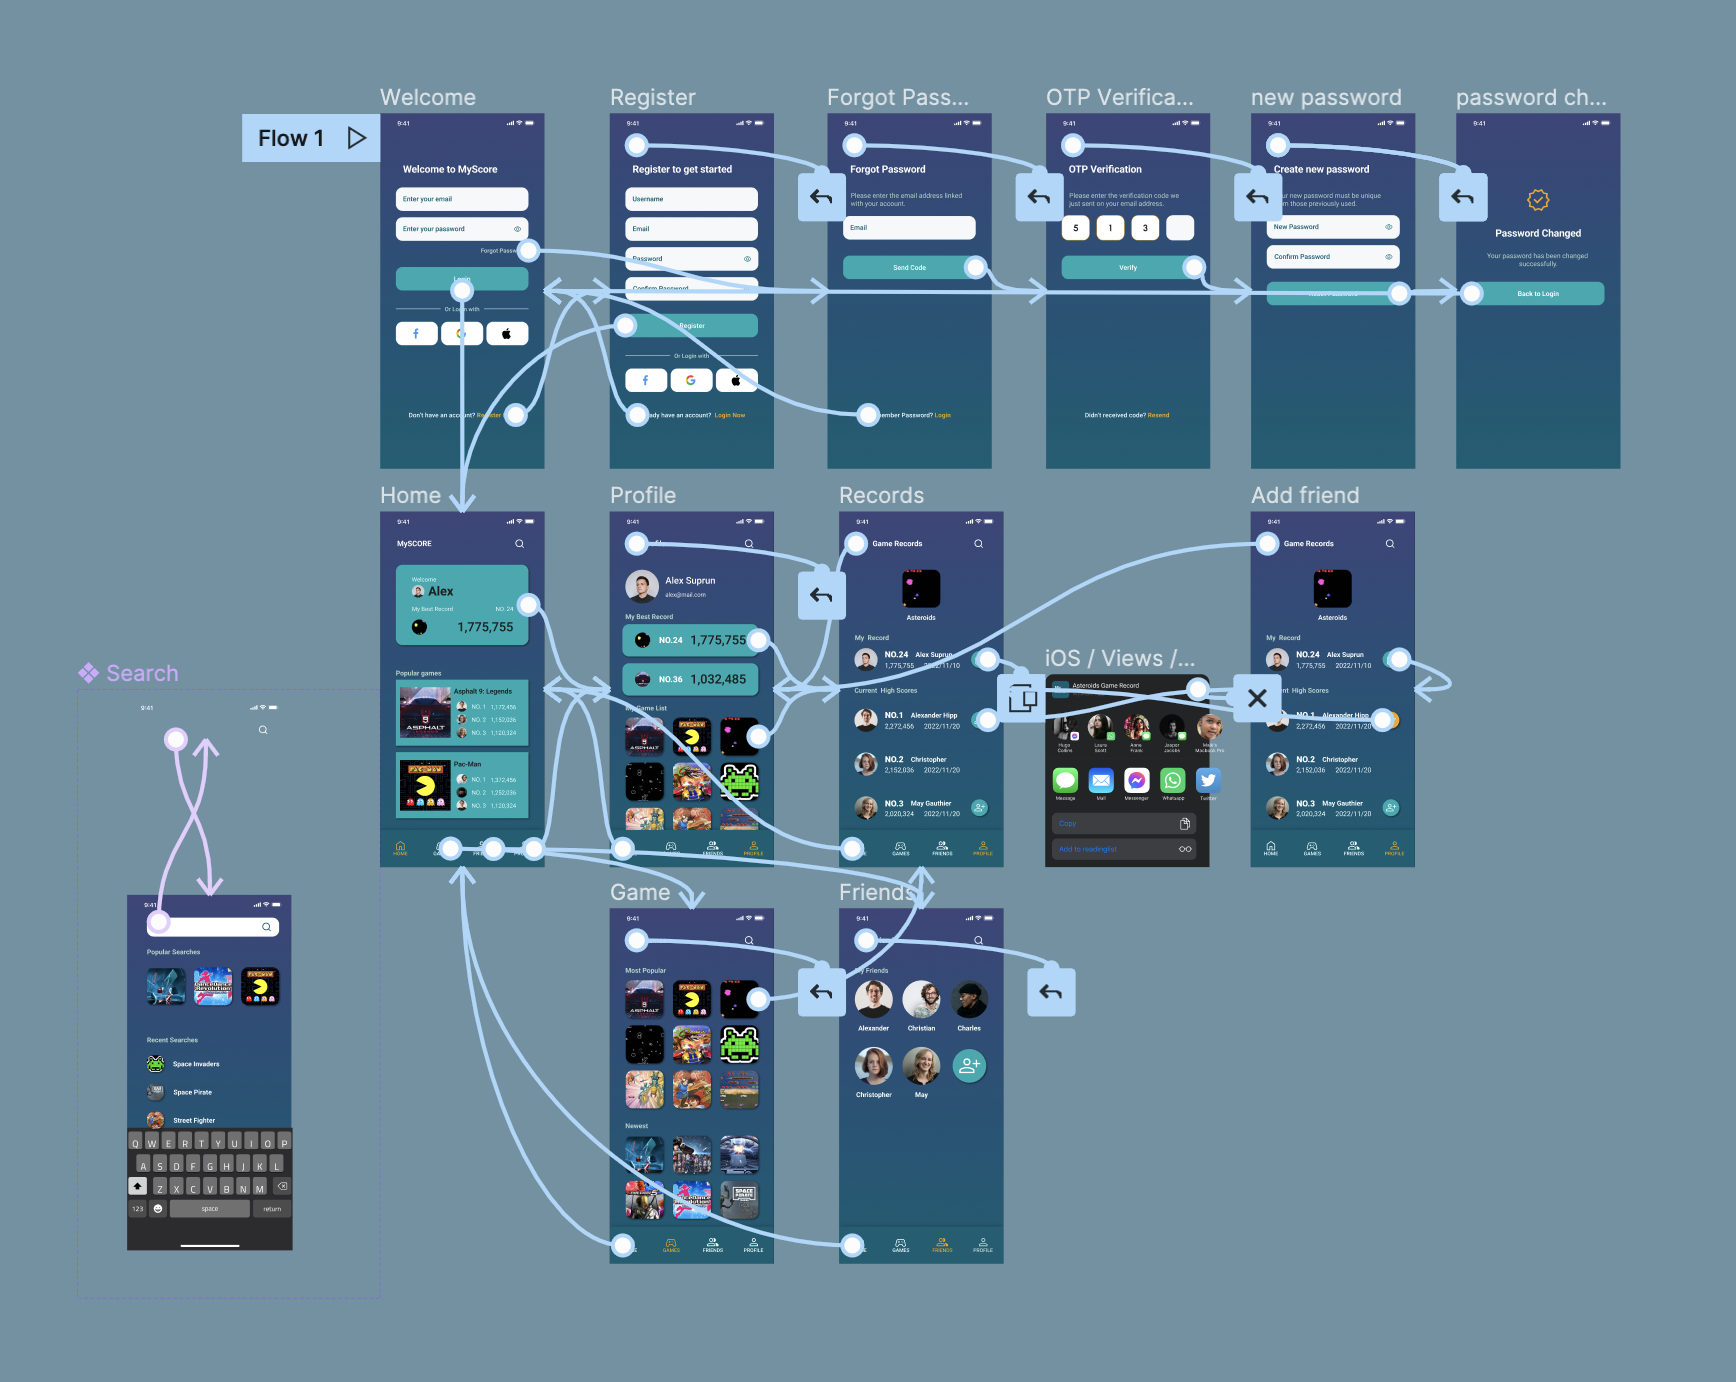 Welcome
Register
Forgot Pass...
OTP Verifica...
new password
password ch...
Flow 1
9:41
Welcome to MyScore
Enter your email
Enter your password
Forgot
Or Login with
Don't have an account?
9:41
Register to get started
Username
Email
Password
Confirm Password
Register
Or Login with
have an account? Login Now
9:41
Forgot Password
Please enter the email address linked
with your account.
Email
Send Code
Password? Login
9:41
OTP Verification
Please enter the verification code we
just sent on your email address.
5 1 3
Verify
Didn't received code? Resend
9:41
Create new password
new password must be unique
those previously used.
New Password
Confirm Password
9:41
Password Changed
Your password has been changed
successfully.
Back to Login
Home
Profile
Records
Add friend
9:41
MySCORE
Welcome
Alex
My Best Record NO. 24
1,775,755
Popular games
Asphalt 9: Legends
NO. 1 1,172,456
NO. 2 1,152,036
NO. 3 1,120,324
Pac-Man
NO. 1 1,372,456
NO. 2 1,252,036
NO. 3 1,120,324
HOME
9:41
Alex Suprun
alex@mail.com
My Best Record
NO.24 1,775,755
NO.36 1,032,485
My Game List
ASPHALT
PROFILE
9:41
Game Records
Asteroids
My Record
NO.24 Alex Suprun
1,775,755 2022/11/10
Current High Scores
NO.1 Alexander Hipp
2,272,456 2022/11/20
NO.2 Christopher
2,152,036 2022/11/20
NO.3 May Gauthier
2,020,324 2022/11/20
GAMES FRIENDS PROFILE
iOS / Views /...
Asteroids Game Record
Hugo
Collins
Laura
Scott
Anne
Franc
Jasper
Jacobs
Macbook Pro
Message Mail Messenger Whatsapp Twitter
Copy
Add to readinglist
9:41
Game Records
Asteroids
My Record
NO.24 Alex Suprun
1,775,755 2022/11/10
High Scores
NO.1 Alexander Hipp
2,272,456 2022/11/20
NO.2 Christopher
2,152,036 2022/11/20
NO.3 May Gauthier
2,020,324 2022/11/20
HOME GAMES FRIENDS PROFILE
Search
9:41
9:41
Popular Searches
Recent Searches
Space Invaders
Space Pirate
Street Fighter
Q W E R T Y U I O P
A S D F G H J K L
Z X C V B N M
123 space return
Game
Friends
9:41
Most Popular
ASPHALT
Newest
GAMES FRIENDS PROFILE
9:41
My Friends
Alexander Christian Charles
Christopher May
GAMES FRIENDS PROFILE